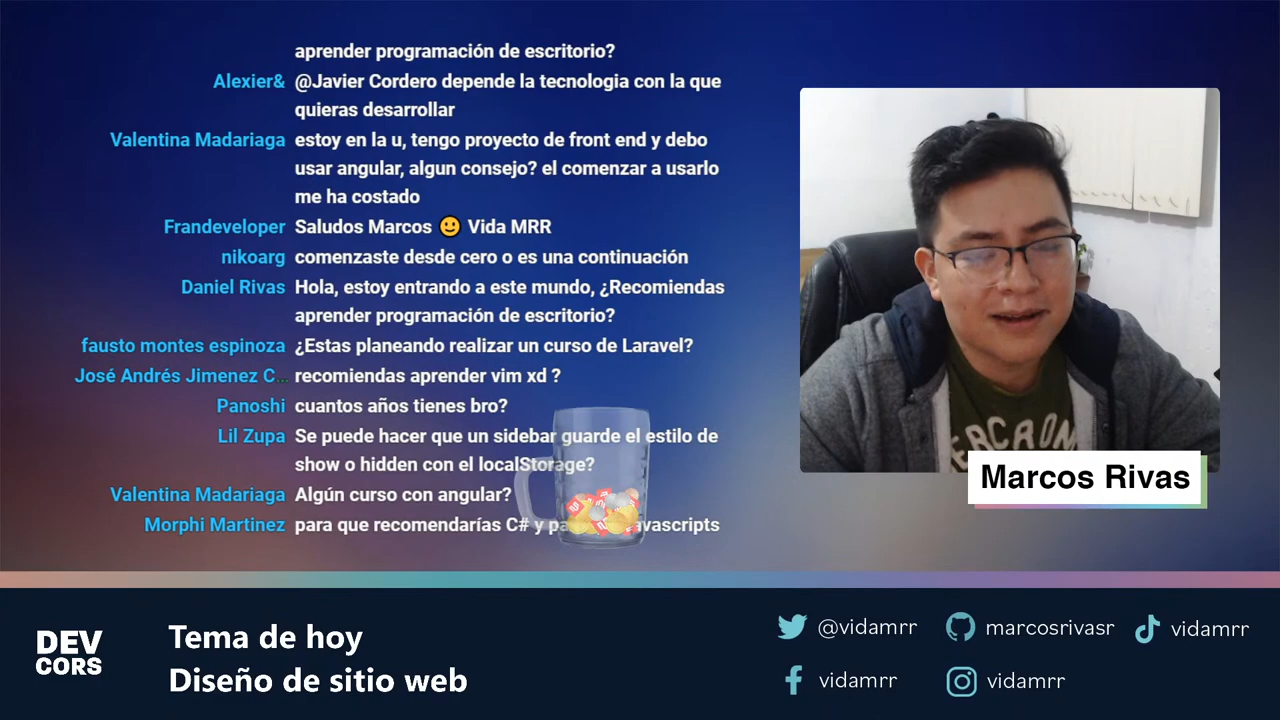 aprender programación de escritorio?
Alexier& @Javier Cordero depende la tecnologia con la que
quieras desarrollar
Valentina Madariaga estoy en la u, tengo proyecto de front end y debo
usar angular, algun consejo? el comenzar a usarlo
me ha costado
Frandeveloper Saludos Marcos 🙂 Vida MRR
nikoarg comenzaste desde cero o es una continuación
Daniel Rivas Hola, estoy entrando a este mundo, ¿Recomiendas
aprender programación de escritorio?
fausto montes espinoza ¿Estas planeando realizar un curso de Laravel?
José Andrés Jimenez C... recomiendas aprender vim xd ?
Panoshi cuantos años tienes bro?
Lil Zupa Se puede hacer que un sidebar guarde el estilo de
show o hidden con el localStorage?
Valentina Madariaga Algún curso con angular?
Morphi Martinez para que recomendarías C# y
Marcos Rivas
DEV
CORS
Tema de hoy
Diseño de sitio web
@vidamrr marcosrivasr vidamrr
vidamrr vidamrr